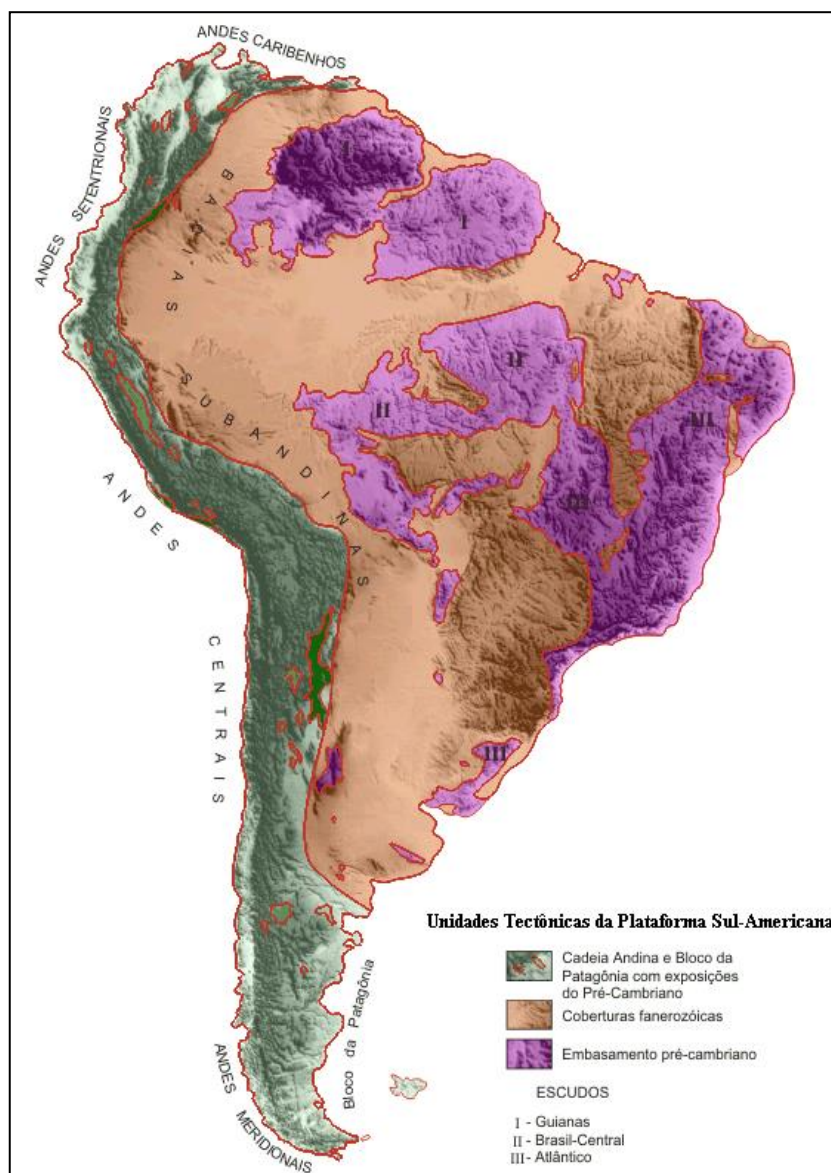 ANDES CARIBENHOS
ANDES SETENTRIONAIS
BACIAS
SUBANDINAS
ANDES
CENTRAIS
I
I
II
II
III
III
III
Bloco da Patagônia
ANDES
MERIDIONAIS
Unidades Tectônicas da Plataforma Sul-Americana
Cadeia Andina e Bloco da
Patagônia com exposições
do Pré-Cambriano
Coberturas fanerozóicas
Embasamento pré-cambriano
ESCUDOS
I - Guianas
II - Brasil-Central
III - Atlântico